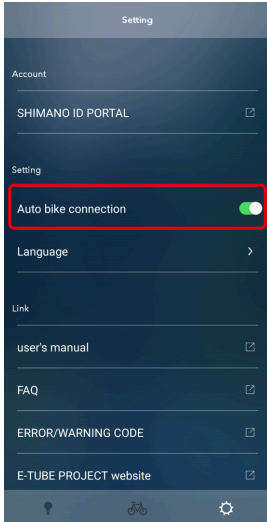 Setting
Account
SHIMANO ID PORTAL
Setting
Auto bike connection
Language
Link
user's manual
FAQ
ERROR/WARNING CODE
E-TUBE PROJECT website